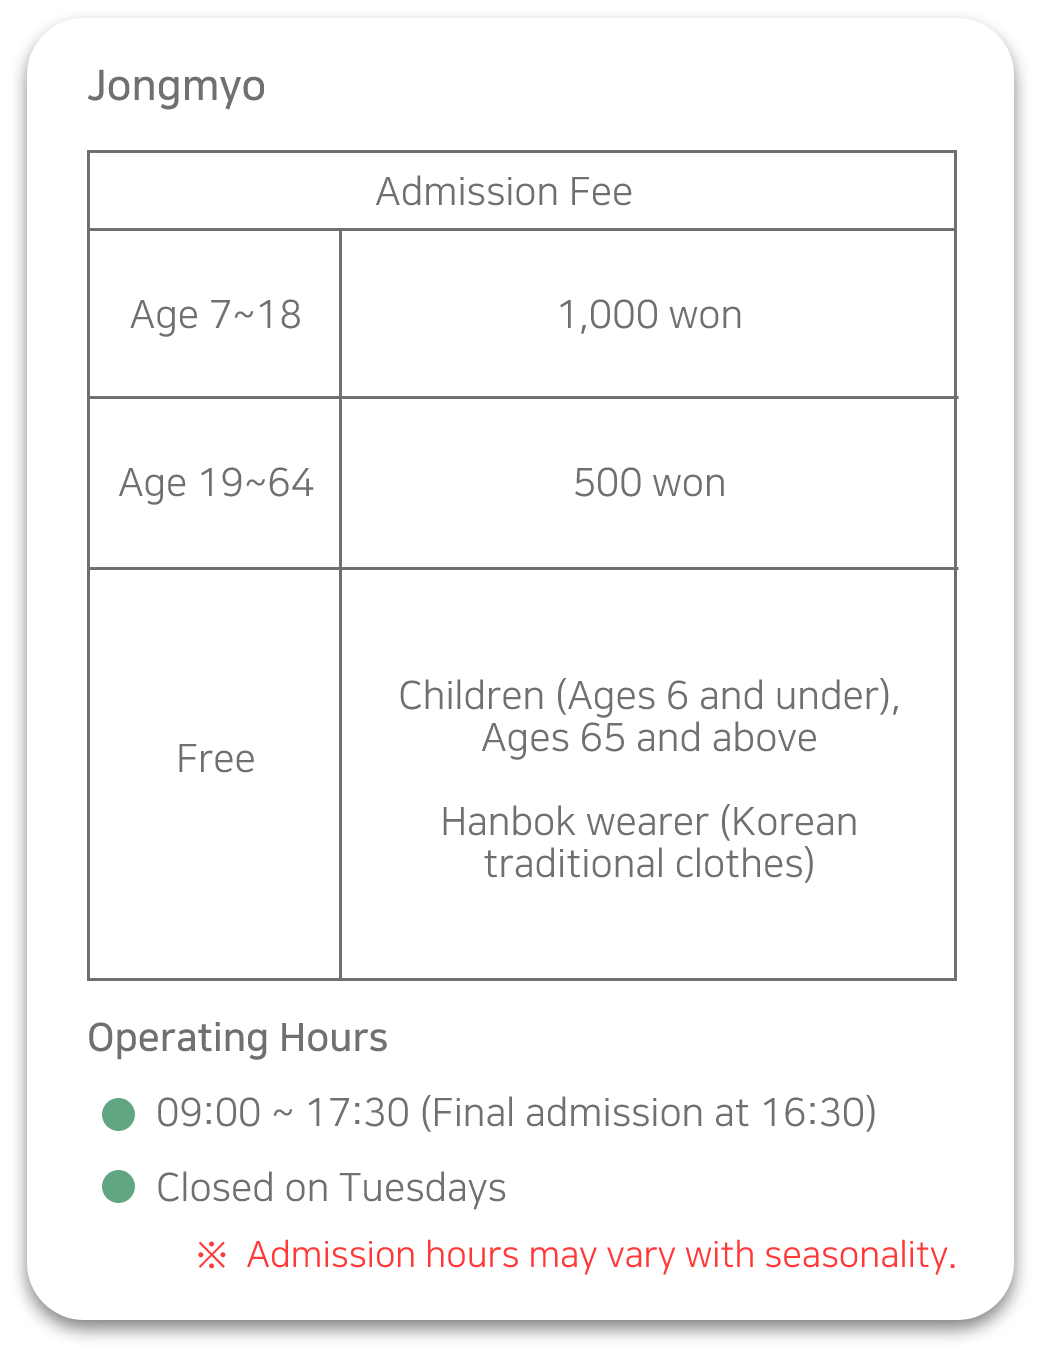 Jongmyo
Admission Fee
Age 7~18
1,000 won
Age 19~64
500 won
Free
Children (Ages 6 and under),
Ages 65 and above
Hanbok wearer (Korean
traditional clothes)
Operating Hours
09:00 ~ 17:30 (Final admission at 16:30)
Closed on Tuesdays
※ Admission hours may vary with seasonality.